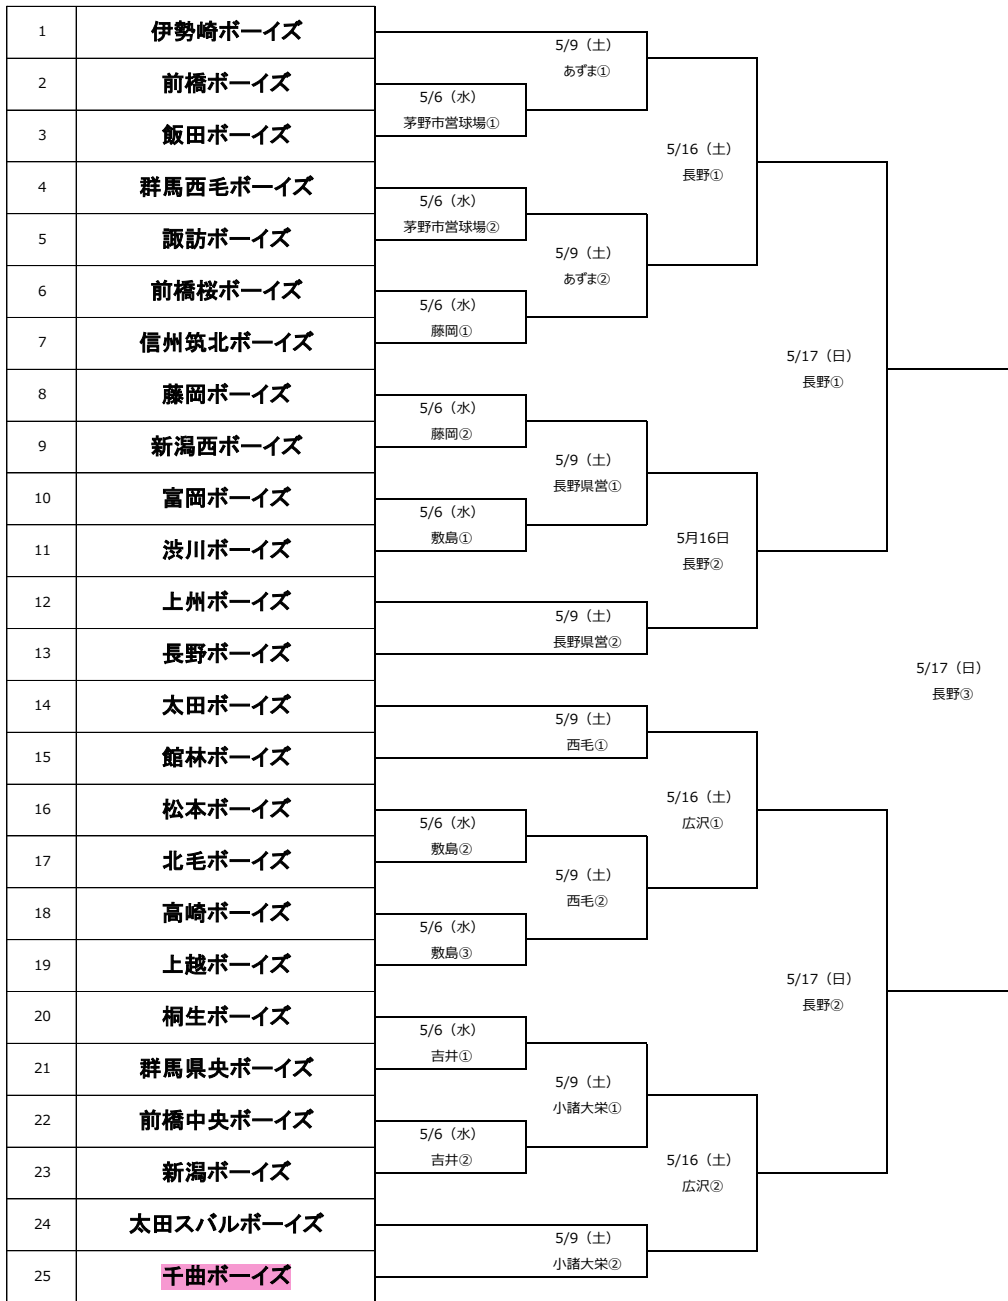 1 伊勢崎ボーイズ
5/9（土）
あずま①
2 前橋ボーイズ
5/6（水）
茅野市営球場①
3 飯田ボーイズ
5/16（土）
長野①
4 群馬西毛ボーイズ
5/6（水）
茅野市営球場②
5 諏訪ボーイズ
5/9（土）
あずま②
6 前橋桜ボーイズ
5/6（水）
藤岡①
7 信州筑北ボーイズ
5/17（日）
長野①
8 藤岡ボーイズ
5/6（水）
藤岡②
9 新潟西ボーイズ
5/9（土）
長野県営①
10 富岡ボーイズ
5/6（水）
敷島①
11 渋川ボーイズ
5月16日
長野②
12 上州ボーイズ
5/9（土）
長野県営②
13 長野ボーイズ
5/17（日）
長野③
14 太田ボーイズ
5/9（土）
西毛①
15 館林ボーイズ
5/16（土）
広沢①
16 松本ボーイズ
5/6（水）
敷島②
17 北毛ボーイズ
5/9（土）
西毛②
18 高崎ボーイズ
5/6（水）
敷島③
19 上越ボーイズ
5/17（日）
長野②
20 桐生ボーイズ
5/6（水）
吉井①
21 群馬県央ボーイズ
5/9（土）
小諸大栄①
22 前橋中央ボーイズ
5/6（水）
吉井②
23 新潟ボーイズ
5/16（土）
広沢②
24 太田スバルボーイズ
5/9（土）
小諸大栄②
25 千曲ボーイズ